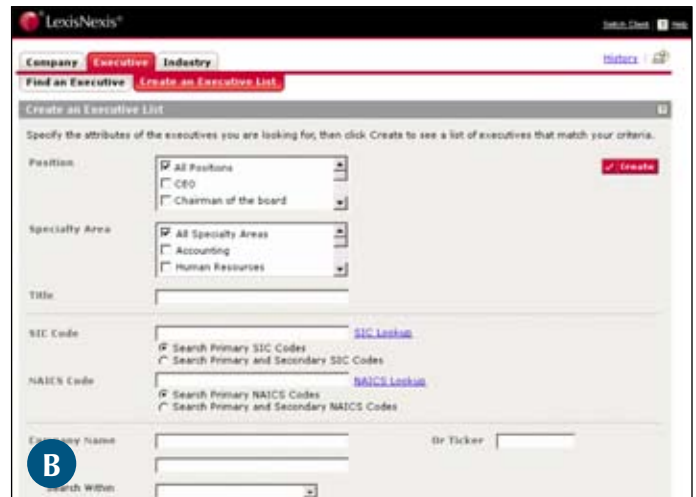 LexisNexis®
Switch Client ? Help
Company Executive Industry
History
Find an Executive Create an Executive List
Create an Executive List ?
Specify the attributes of the executives you are looking for, then click Create to see a list of executives that match your criteria.
Position
All Positions
CEO
Chairman of the board
Create
Specialty Area
All Specialty Areas
Accounting
Human Resources
Title
SIC Code
SIC Lookup
Search Primary SIC Codes
Search Primary and Secondary SIC Codes
NAICS Code
NAICS Lookup
Search Primary NAICS Codes
Search Primary and Secondary NAICS Codes
Company Name
Or Ticker
B
Search Within